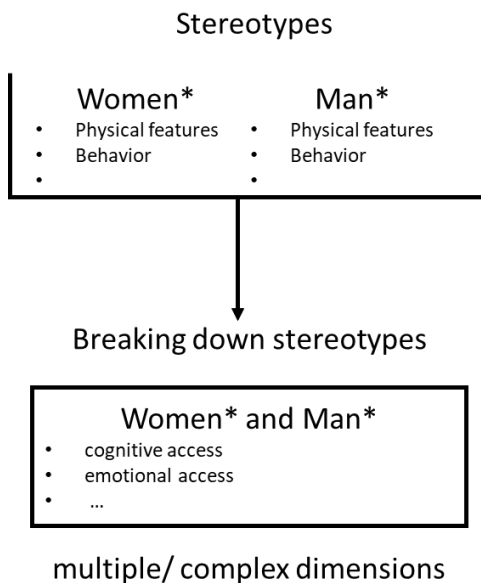 Stereotypes
Women*
• Physical features
• Behavior
•
Man*
• Physical features
• Behavior
•
Breaking down stereotypes
Women* and Man*
• cognitive access
• emotional access
• ...
multiple/ complex dimensions